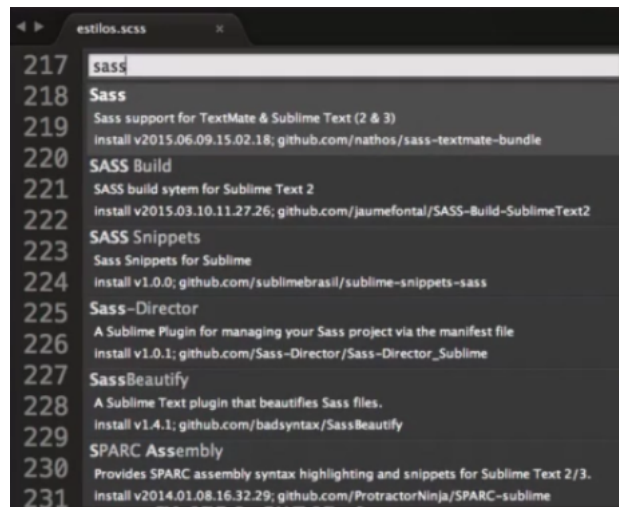 estilos.scss
217
sass
218
Sass
219
Sass support for TextMate & Sublime Text (2 & 3)
install v2015.06.09.15.02.18; github.com/nathos/sass-textmate-bundle
220
SASS Build
221
SASS build sytem for Sublime Text 2
222
install v2015.03.10.11.27.26; github.com/jaumefontal/SASS-Build-SublimeText2
223
SASS Snippets
Sass Snippets for Sublime
224
install v1.0.0; github.com/sublimebrasil/sublime-snippets-sass
225
Sass-Director
226
A Sublime Plugin for managing your Sass project via the manifest file
install v1.0.1; github.com/Sass-Director/Sass-Director_Sublime
227
SassBeautify
228
A Sublime Text plugin that beautifies Sass files.
229
install v1.4.1; github.com/badsyntax/SassBeautify
SPARC Assembly
230
Provides SPARC assembly syntax highlighting and snippets for Sublime Text 2/3.
231
install v2014.01.08.16.32.29; github.com/ProtractorNinja/SPARC-sublime